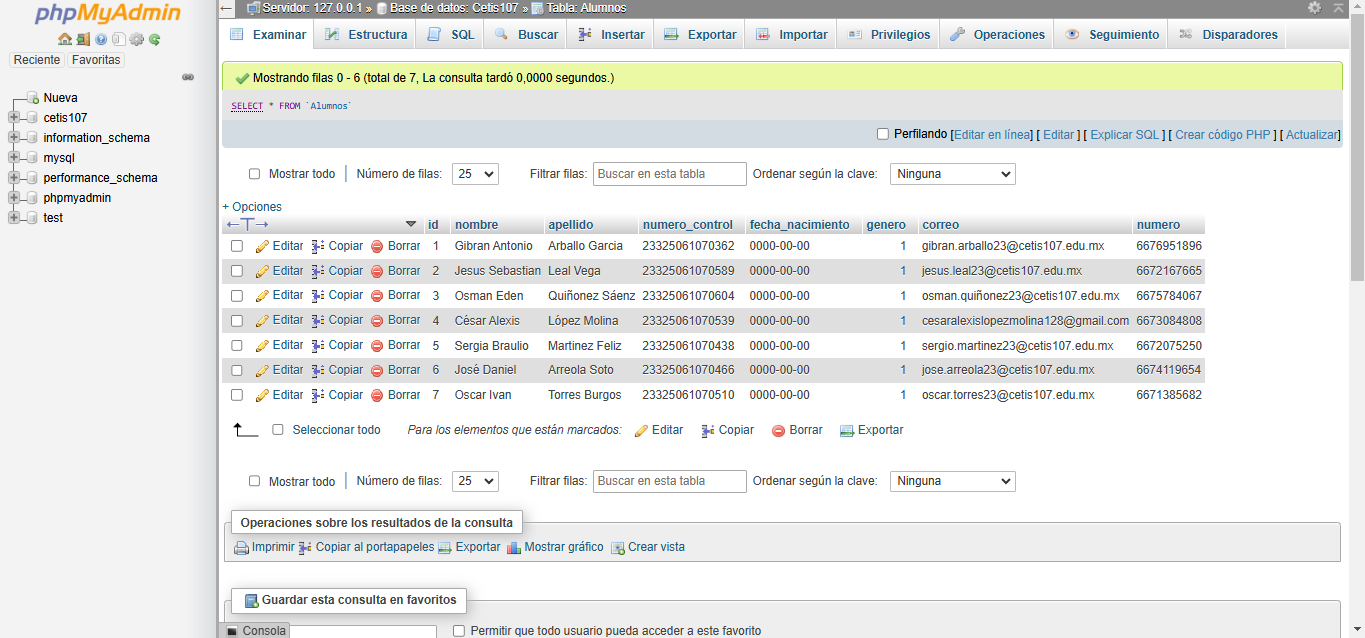 phpMyAdmin
Reciente Favoritas
Nueva
cetis107
information_schema
mysql
performance_schema
phpmyadmin
test
Servidor: 127.0.0.1 » Base de datos: Cetis107 » Tabla: Alumnos
Examinar Estructura SQL Buscar Insertar Exportar Importar Privilegios Operaciones Seguimiento Disparadores
Mostrando filas 0 - 6 (total de 7, La consulta tardó 0,0000 segundos.)
SELECT * FROM `Alumnos`
Perfilando [Editar en línea] [ Editar ] [ Explicar SQL ] [ Crear código PHP ] [ Actualizar]
Mostrar todo Número de filas: 25 Filtrar filas: Buscar en esta tabla Ordenar según la clave: Ninguna
+ Opciones
←T→ id nombre apellido numero_control fecha_nacimiento genero correo numero
Editar Copiar Borrar 1 Gibran Antonio Arballo Garcia 23325061070362 0000-00-00 1 gibran.arballo23@cetis107.edu.mx 6676951896
Editar Copiar Borrar 2 Jesus Sebastian Leal Vega 23325061070589 0000-00-00 1 jesus.leal23@cetis107.edu.mx 6672167665
Editar Copiar Borrar 3 Osman Eden Quiñonez Sáenz 23325061070604 0000-00-00 1 osman.quiñonez23@cetis107.edu.mx 6675784067
Editar Copiar Borrar 4 César Alexis López Molina 23325061070539 0000-00-00 1 cesaralexislopezmolina128@gmail.com 6673084808
Editar Copiar Borrar 5 Sergia Braulio Martinez Feliz 23325061070438 0000-00-00 1 sergio.martinez23@cetis107.edu.mx 6672075250
Editar Copiar Borrar 6 José Daniel Arreola Soto 23325061070466 0000-00-00 1 jose.arreola23@cetis107.edu.mx 6674119654
Editar Copiar Borrar 7 Oscar Ivan Torres Burgos 23325061070510 0000-00-00 1 oscar.torres23@cetis107.edu.mx 6671385682
Seleccionar todo Para los elementos que están marcados: Editar Copiar Borrar Exportar
Mostrar todo Número de filas: 25 Filtrar filas: Buscar en esta tabla Ordenar según la clave: Ninguna
Operaciones sobre los resultados de la consulta
Imprimir Copiar al portapapeles Exportar Mostrar gráfico Crear vista
Guardar esta consulta en favoritos
Consola Permitir que todo usuario pueda acceder a este favorito